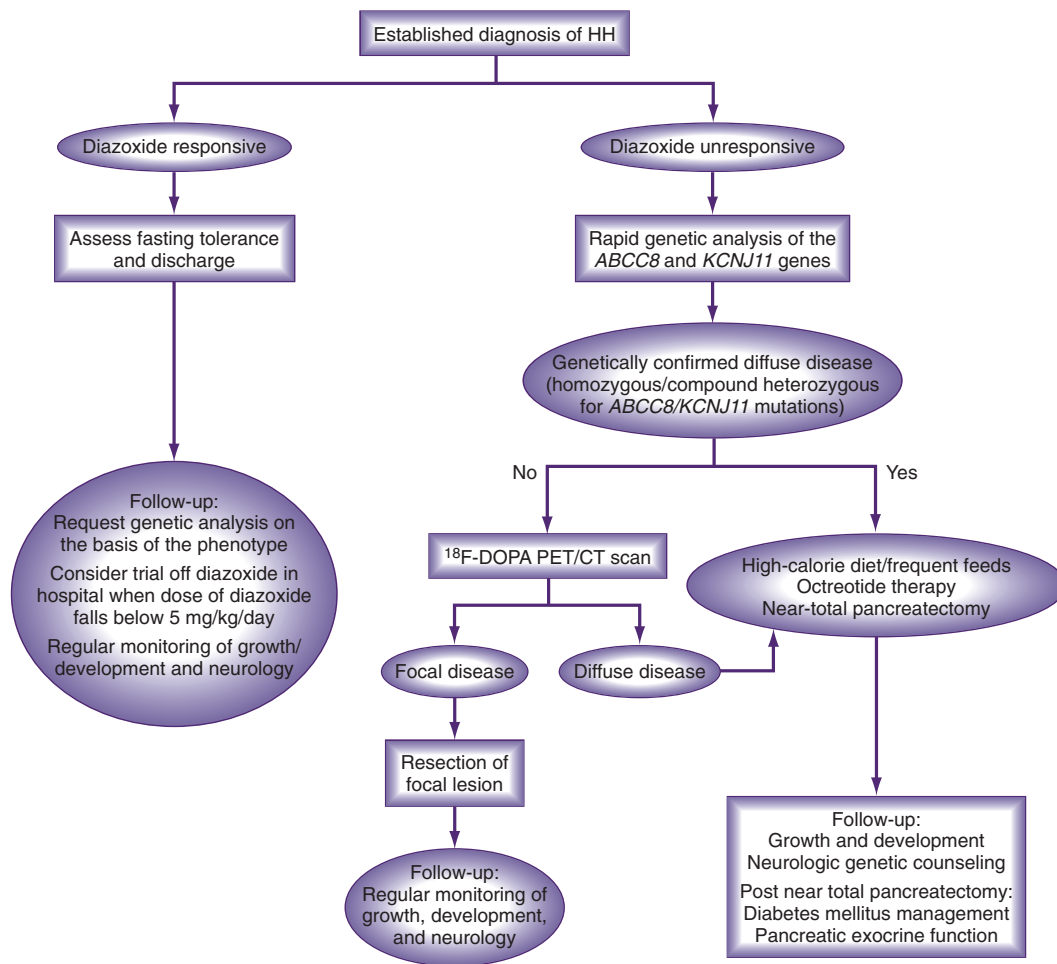 Established diagnosis of HH
Diazoxide responsive
Diazoxide unresponsive
Assess fasting tolerance
and discharge
Rapid genetic analysis of the
ABCC8 and KCNJ11 genes
Genetically confirmed diffuse disease
(homozygous/compound heterozygous
for ABCC8/KCNJ11 mutations)
No
Yes
Follow-up:
Request genetic analysis on
the basis of the phenotype
Consider trial off diazoxide in
hospital when dose of diazoxide
falls below 5 mg/kg/day
Regular monitoring of growth/
development and neurology
¹⁸F-DOPA PET/CT scan
High-calorie diet/frequent feeds
Octreotide therapy
Near-total pancreatectomy
Focal disease
Diffuse disease
Resection of
focal lesion
Follow-up:
Regular monitoring of
growth, development,
and neurology
Follow-up:
Growth and development
Neurologic genetic counseling
Post near total pancreatectomy:
Diabetes mellitus management
Pancreatic exocrine function